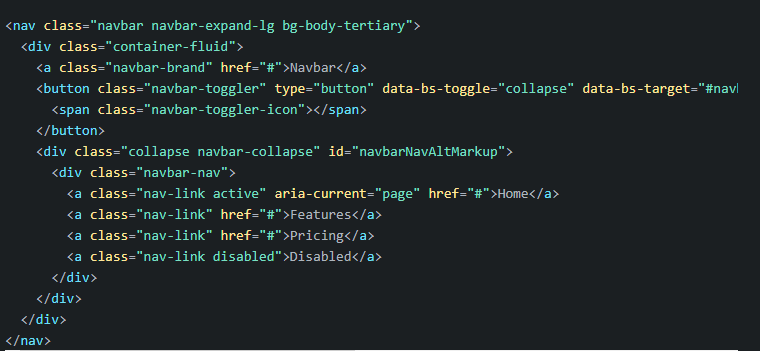 <nav class="navbar navbar-expand-lg bg-body-tertiary">
  <div class="container-fluid">
    <a class="navbar-brand" href="#">Navbar</a>
    <button class="navbar-toggler" type="button" data-bs-toggle="collapse" data-bs-target="#navl
      <span class="navbar-toggler-icon"></span>
    </button>
    <div class="collapse navbar-collapse" id="navbarNavAltMarkup">
      <div class="navbar-nav">
        <a class="nav-link active" aria-current="page" href="#">Home</a>
        <a class="nav-link" href="#">Features</a>
        <a class="nav-link" href="#">Pricing</a>
        <a class="nav-link disabled">Disabled</a>
      </div>
    </div>
  </div>
</nav>